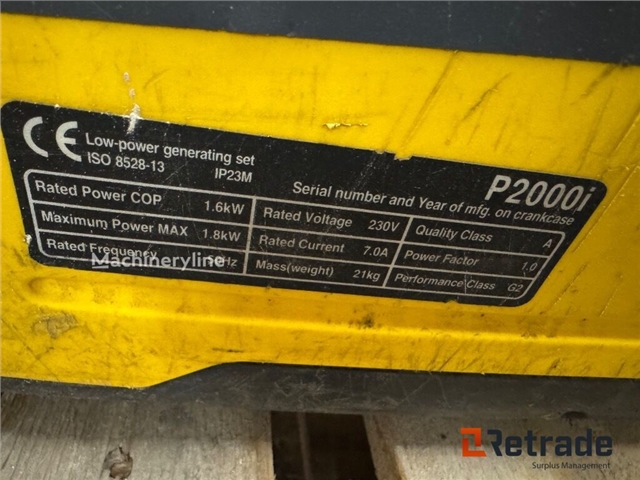 CE Low-power generating set
ISO 8528-13 IP23M
P2000i
Serial number and Year of mfg. on crankcase
Rated Power COP 1.6kW
Maximum Power MAX 1.8kW
Rated Frequency Hz
Rated Voltage 230V
Rated Current 7.0A
Mass(weight) 21kg
Quality Class A
Power Factor 1.0
Performance Class G2
Machineryline
Retrade
Surplus Management